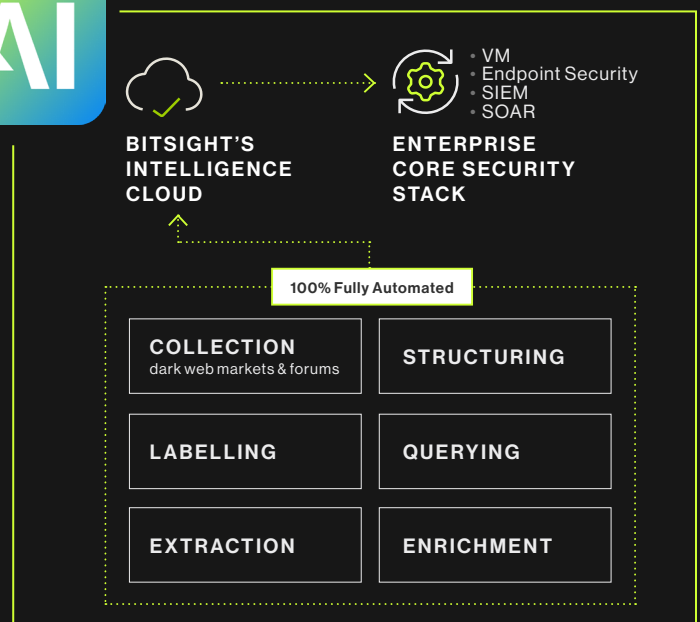 AI
• VM
• Endpoint Security
• SIEM
• SOAR
BITSIGHT'S
INTELLIGENCE
CLOUD
ENTERPRISE
CORE SECURITY
STACK
100% Fully Automated
COLLECTION
dark web markets & forums
STRUCTURING
LABELLING
QUERYING
EXTRACTION
ENRICHMENT